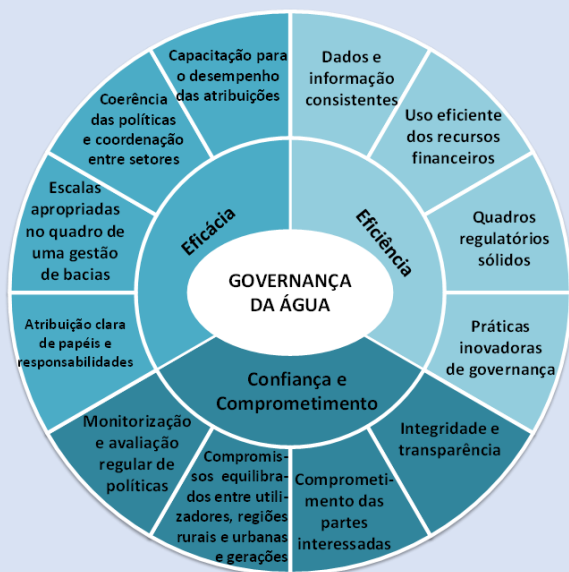 GOVERNANÇA
DA ÁGUA
Eficácia
Capacitação para
o desempenho
das atribuições
Coerência
das políticas
e coordenação
entre setores
Escalas
apropriadas
no quadro de
uma gestão
de bacias
Atribuição clara
de papéis e
responsabilidades
Eficiência
Dados e
informação
consistentes
Uso eficiente
dos recursos
financeiros
Quadros
regulatórios
sólidos
Práticas
inovadoras
de governança
Confiança e
Comprometimento
Integridade e
transparência
Comprometi-
mento das
partes
interessadas
Compromis-
sos equilibra-
dos entre utili-
zadores, regiões
rurais e urbanas
e gerações
Monitorização
e avaliação
regular de
políticas